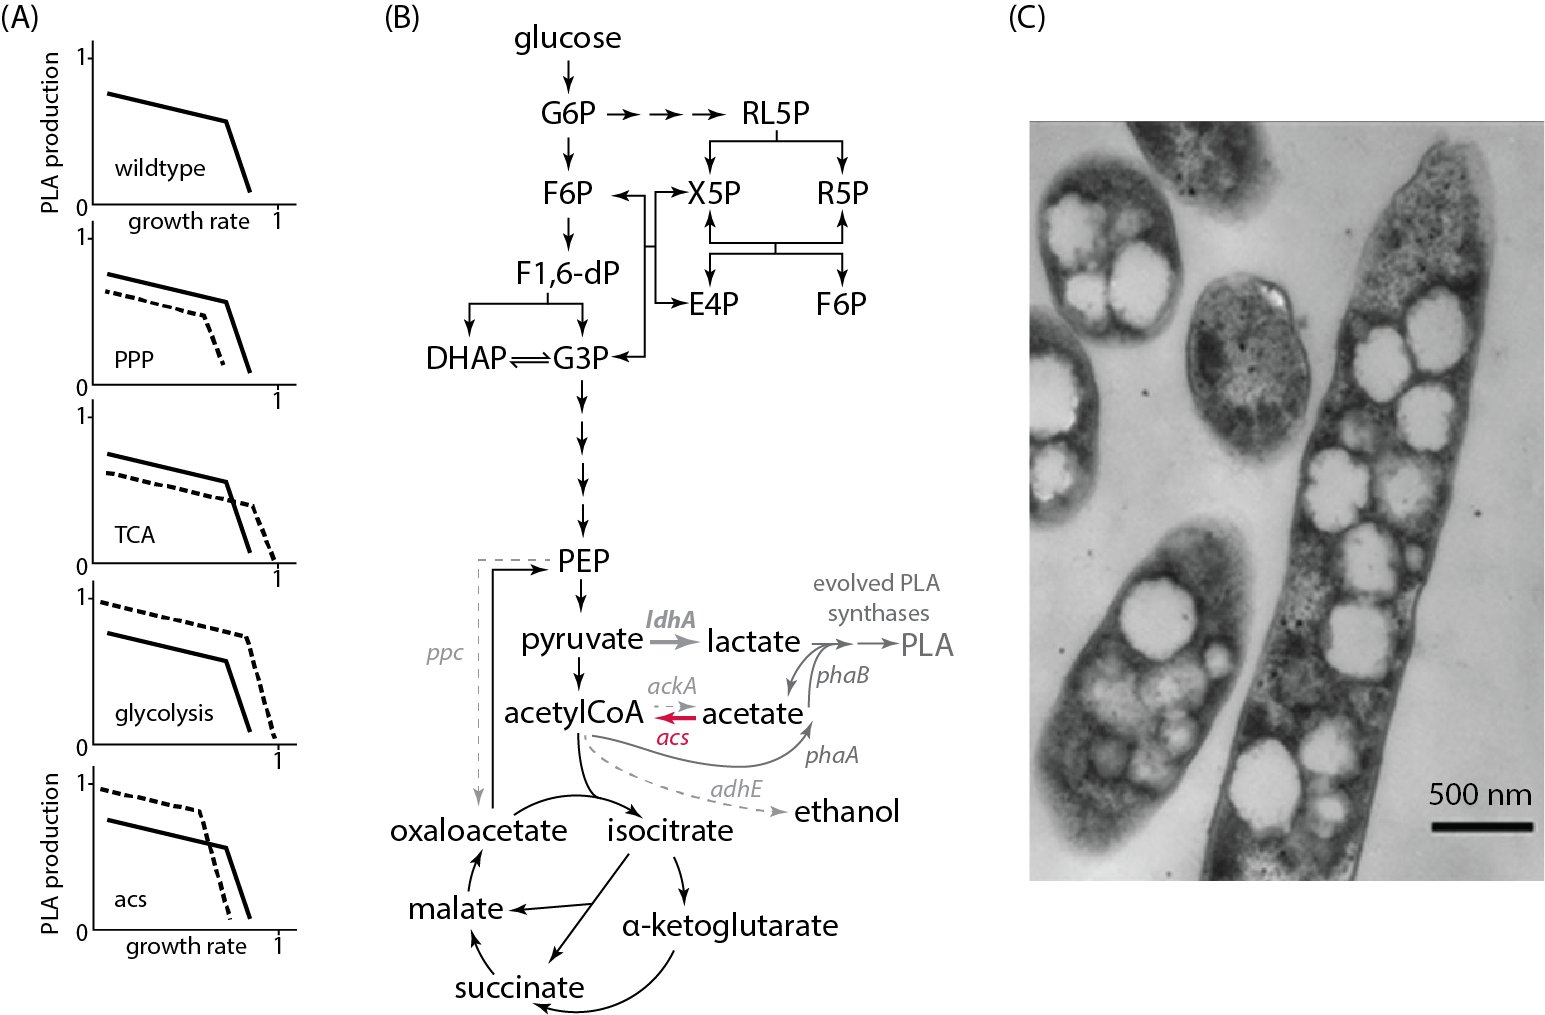 (A)
1
PLA production
wildtype
0
growth rate
1
1
PPP
0
1
1
TCA
0
1
1
glycolysis
0
1
1
PLA production
acs
0
growth rate
1
(B)
glucose
G6P
RL5P
F6P
X5P
R5P
F1,6-dP
E4P
F6P
DHAP
G3P
PEP
evolved PLA
synthases
ldhA
pyruvate
lactate
PLA
ppc
phaB
ackA
acetylCoA
acetate
acs
phaA
adhE
ethanol
oxaloacetate
isocitrate
malate
α-ketoglutarate
succinate
(C)
500 nm